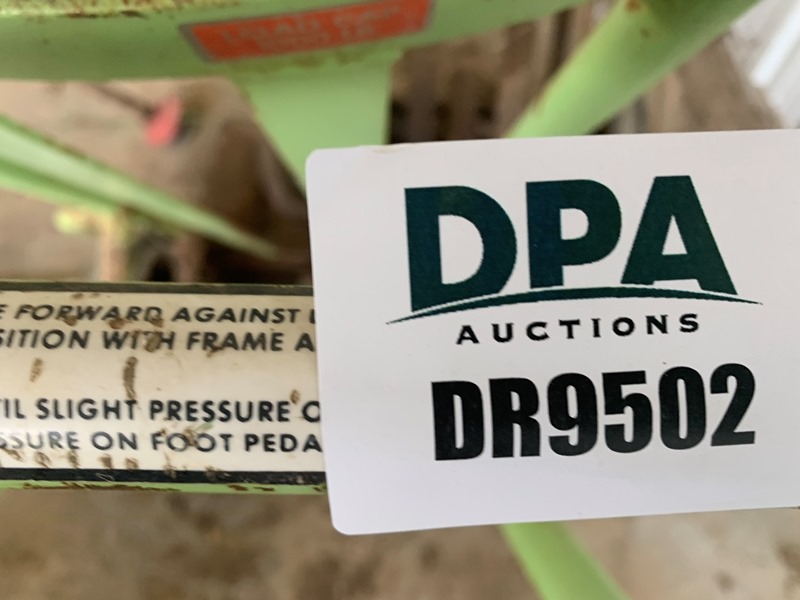 E FORWARD AGAINST
SITION WITH FRAME A
IL SLIGHT PRESSURE O
SSURE ON FOOT PEDA
DPA
AUCTIONS
DR9502